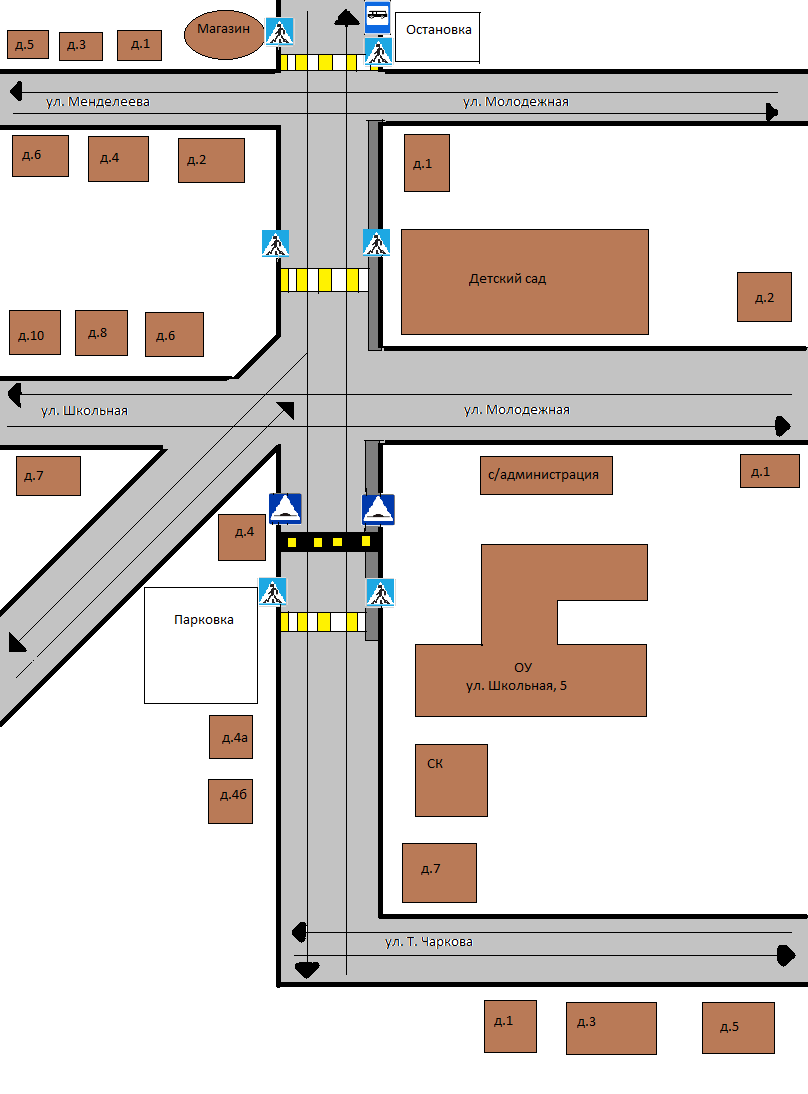 Магазин
Остановка
д.5
д.3
д.1
ул. Менделеева
ул. Молодежная
д.6
д.4
д.2
д.1
Детский сад
д.2
д.10
д.8
д.6
ул. Школьная
ул. Молодежная
д.7
с/администрация
д.1
д.4
Парковка
ОУ
ул. Школьная, 5
д.4а
СК
д.4б
д.7
ул. Т. Чаркова
д.1
д.3
д.5